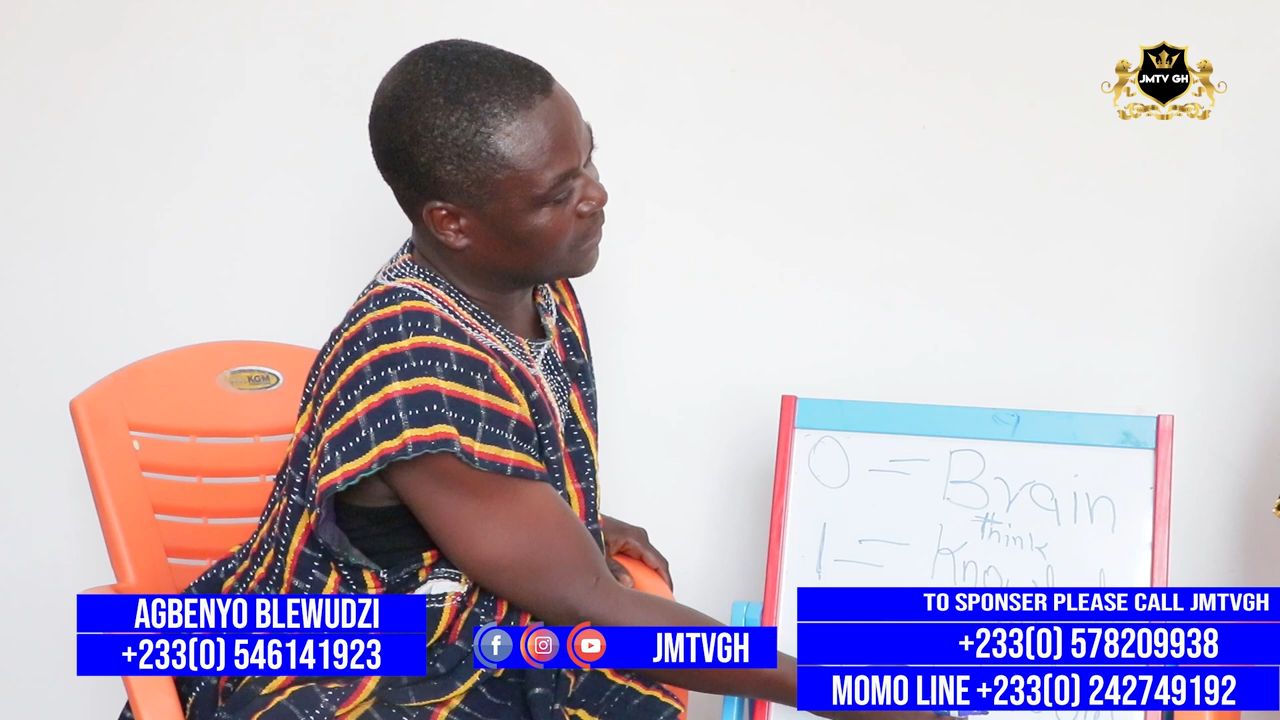 JMTV GH
KGM
0 = Brain
think
1 =
AGBENYO BLEWUDZI
+233(0) 546141923
JMTVGH
TO SPONSER PLEASE CALL JMTVGH
+233(0) 578209938
MOMO LINE +233(0) 242749192